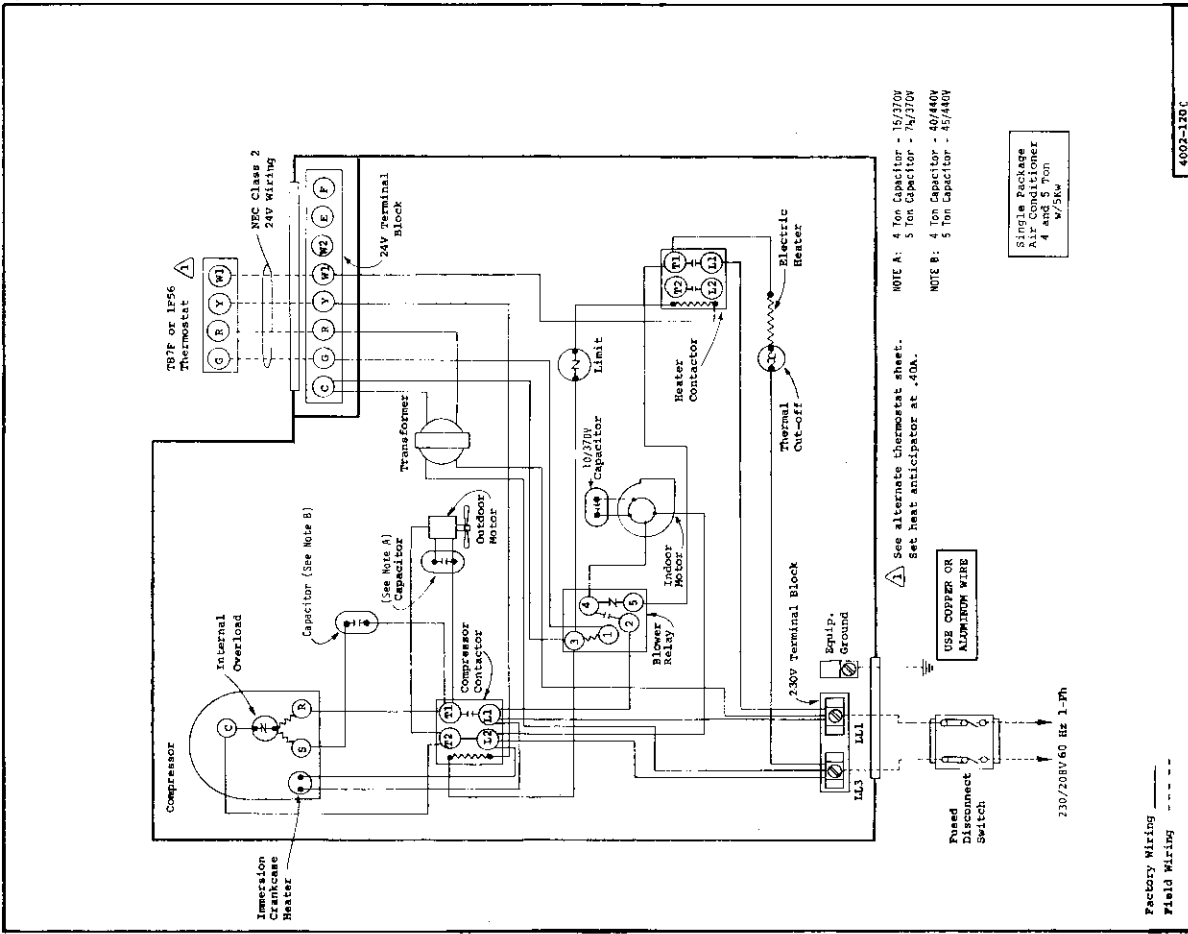 Compressor
Internal
Overload
C
S
R
Immersion
Crankcase
Heater
Capacitor (See Note B)
(See Note A)
Capacitor
Outdoor
Motor
Transformer
Compressor
Contactor
T2
T1
L2
L1
TB7F or 1F56
Thermostat
1
G
R
Y
W1
NEC Class 2
24V Wiring
C
G
R
Y
W1
W2
E
F
24V Terminal
Block
10/370V
Capacitor
Limit
Indoor
Motor
Blower
Relay
3
1
4
2
5
T2
T1
L2
L1
Heater
Contactor
Electric
Heater
Thermal
Cut-off
230V Terminal Block
Equip.
Ground
LL3
LL1
Fused
Disconnect
Switch
230/208V 60 Hz 1-Ph
USE COPPER OR
ALUMINUM WIRE
1 See alternate thermostat sheet.
Set heat anticipator at .40A.
NOTE A: 4 Ton Capacitor - 15/370V
5 Ton Capacitor - 7½/370V
NOTE B: 4 Ton Capacitor - 40/440V
5 Ton Capacitor - 45/440V
Single Package
Air Conditioner
4 and 5 Ton
W/5Kw
Factory Wiring
Field Wiring
4002-120 C